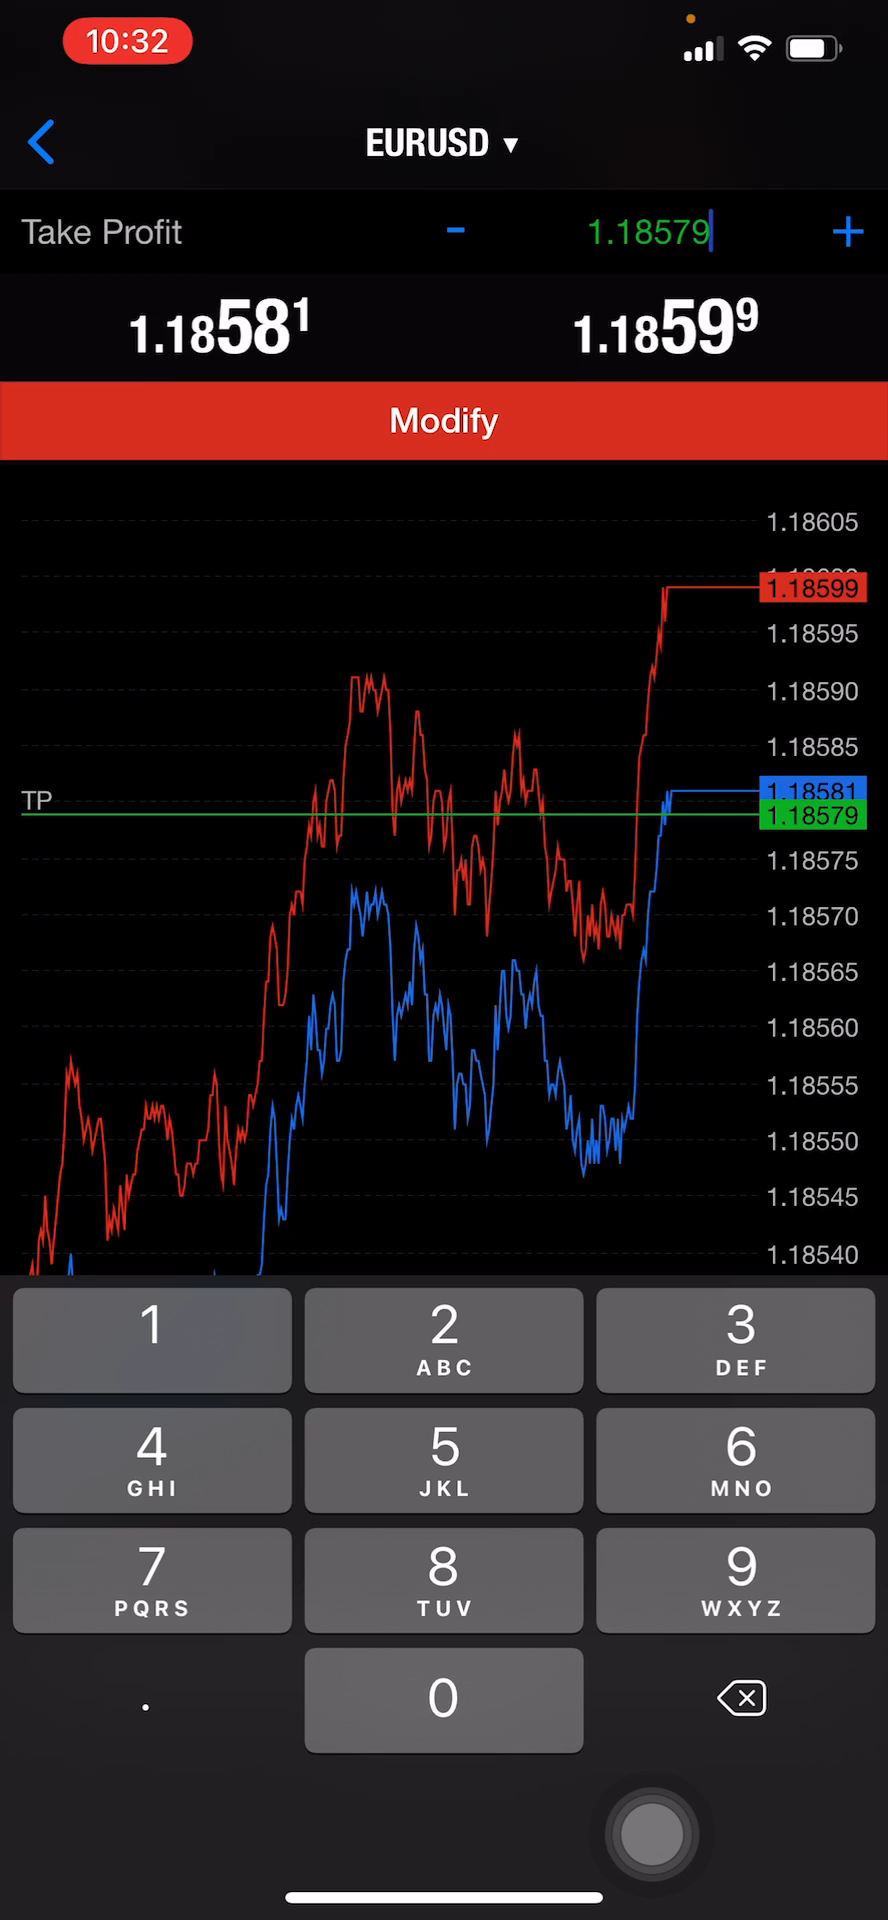 10:32
EURUSD ▼
Take Profit - 1.18579 +
1.18581 1.18599
Modify
1.18605
1.18599
1.18595
1.18590
1.18585
TP
1.18581
1.18579
1.18575
1.18570
1.18565
1.18560
1.18555
1.18550
1.18545
1.18540
1 2 3
ABC DEF
4 5 6
GHI JKL MNO
7 8 9
PQRS TUV WXYZ
. 0